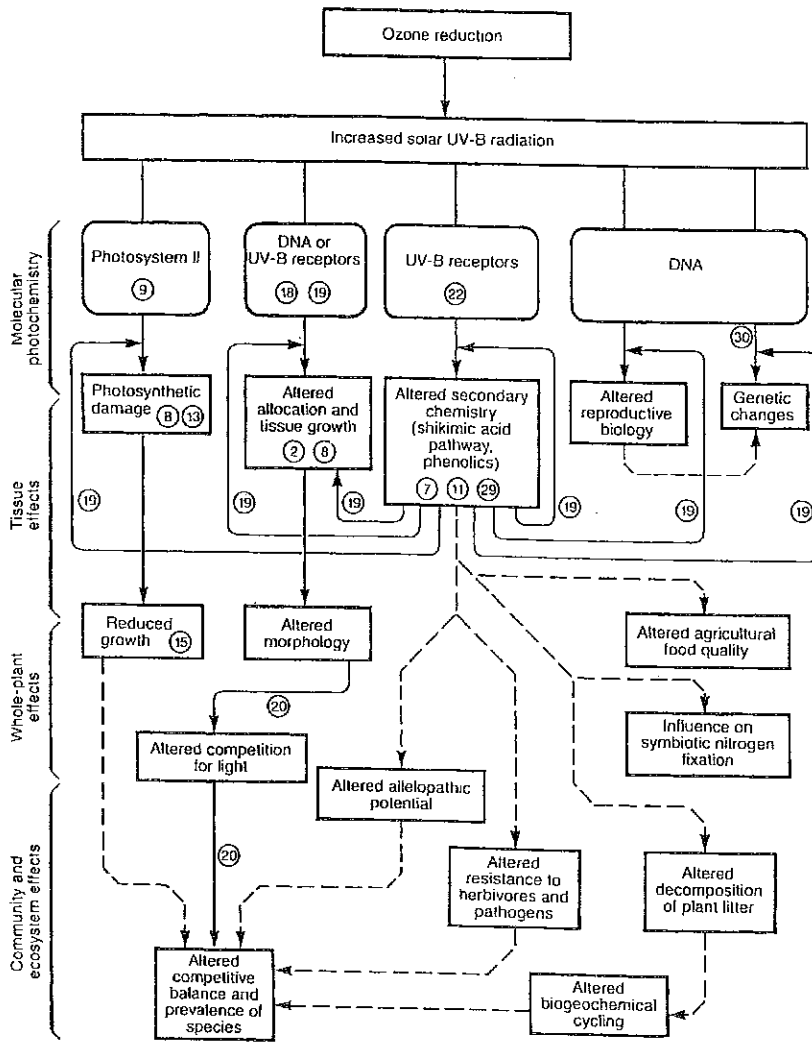 Ozone reduction
Increased solar UV-B radiation
Molecular
photochemistry
Photosystem II
9
DNA or
UV-B receptors
18 19
UV-B receptors
22
DNA
30
Tissue
effects
Photosynthetic
damage 8 13
Altered
allocation and
tissue growth
2 8
Altered secondary
chemistry
(shikimic acid
pathway,
phenolics)
7 11 29
Altered
reproductive
biology
Genetic
changes
19
19
19
19
19
19
Whole-plant
effects
Reduced
growth 15
Altered
morphology
Altered agricultural
food quality
20
Altered competition
for light
Influence on
symbiotic nitrogen
fixation
Community and
ecosystem effects
Altered allelopathic
potential
20
Altered
resistance to
herbivores and
pathogens
Altered
decomposition
of plant litter
Altered
competitive
balance and
prevalence of
species
Altered
biogeochemical
cycling